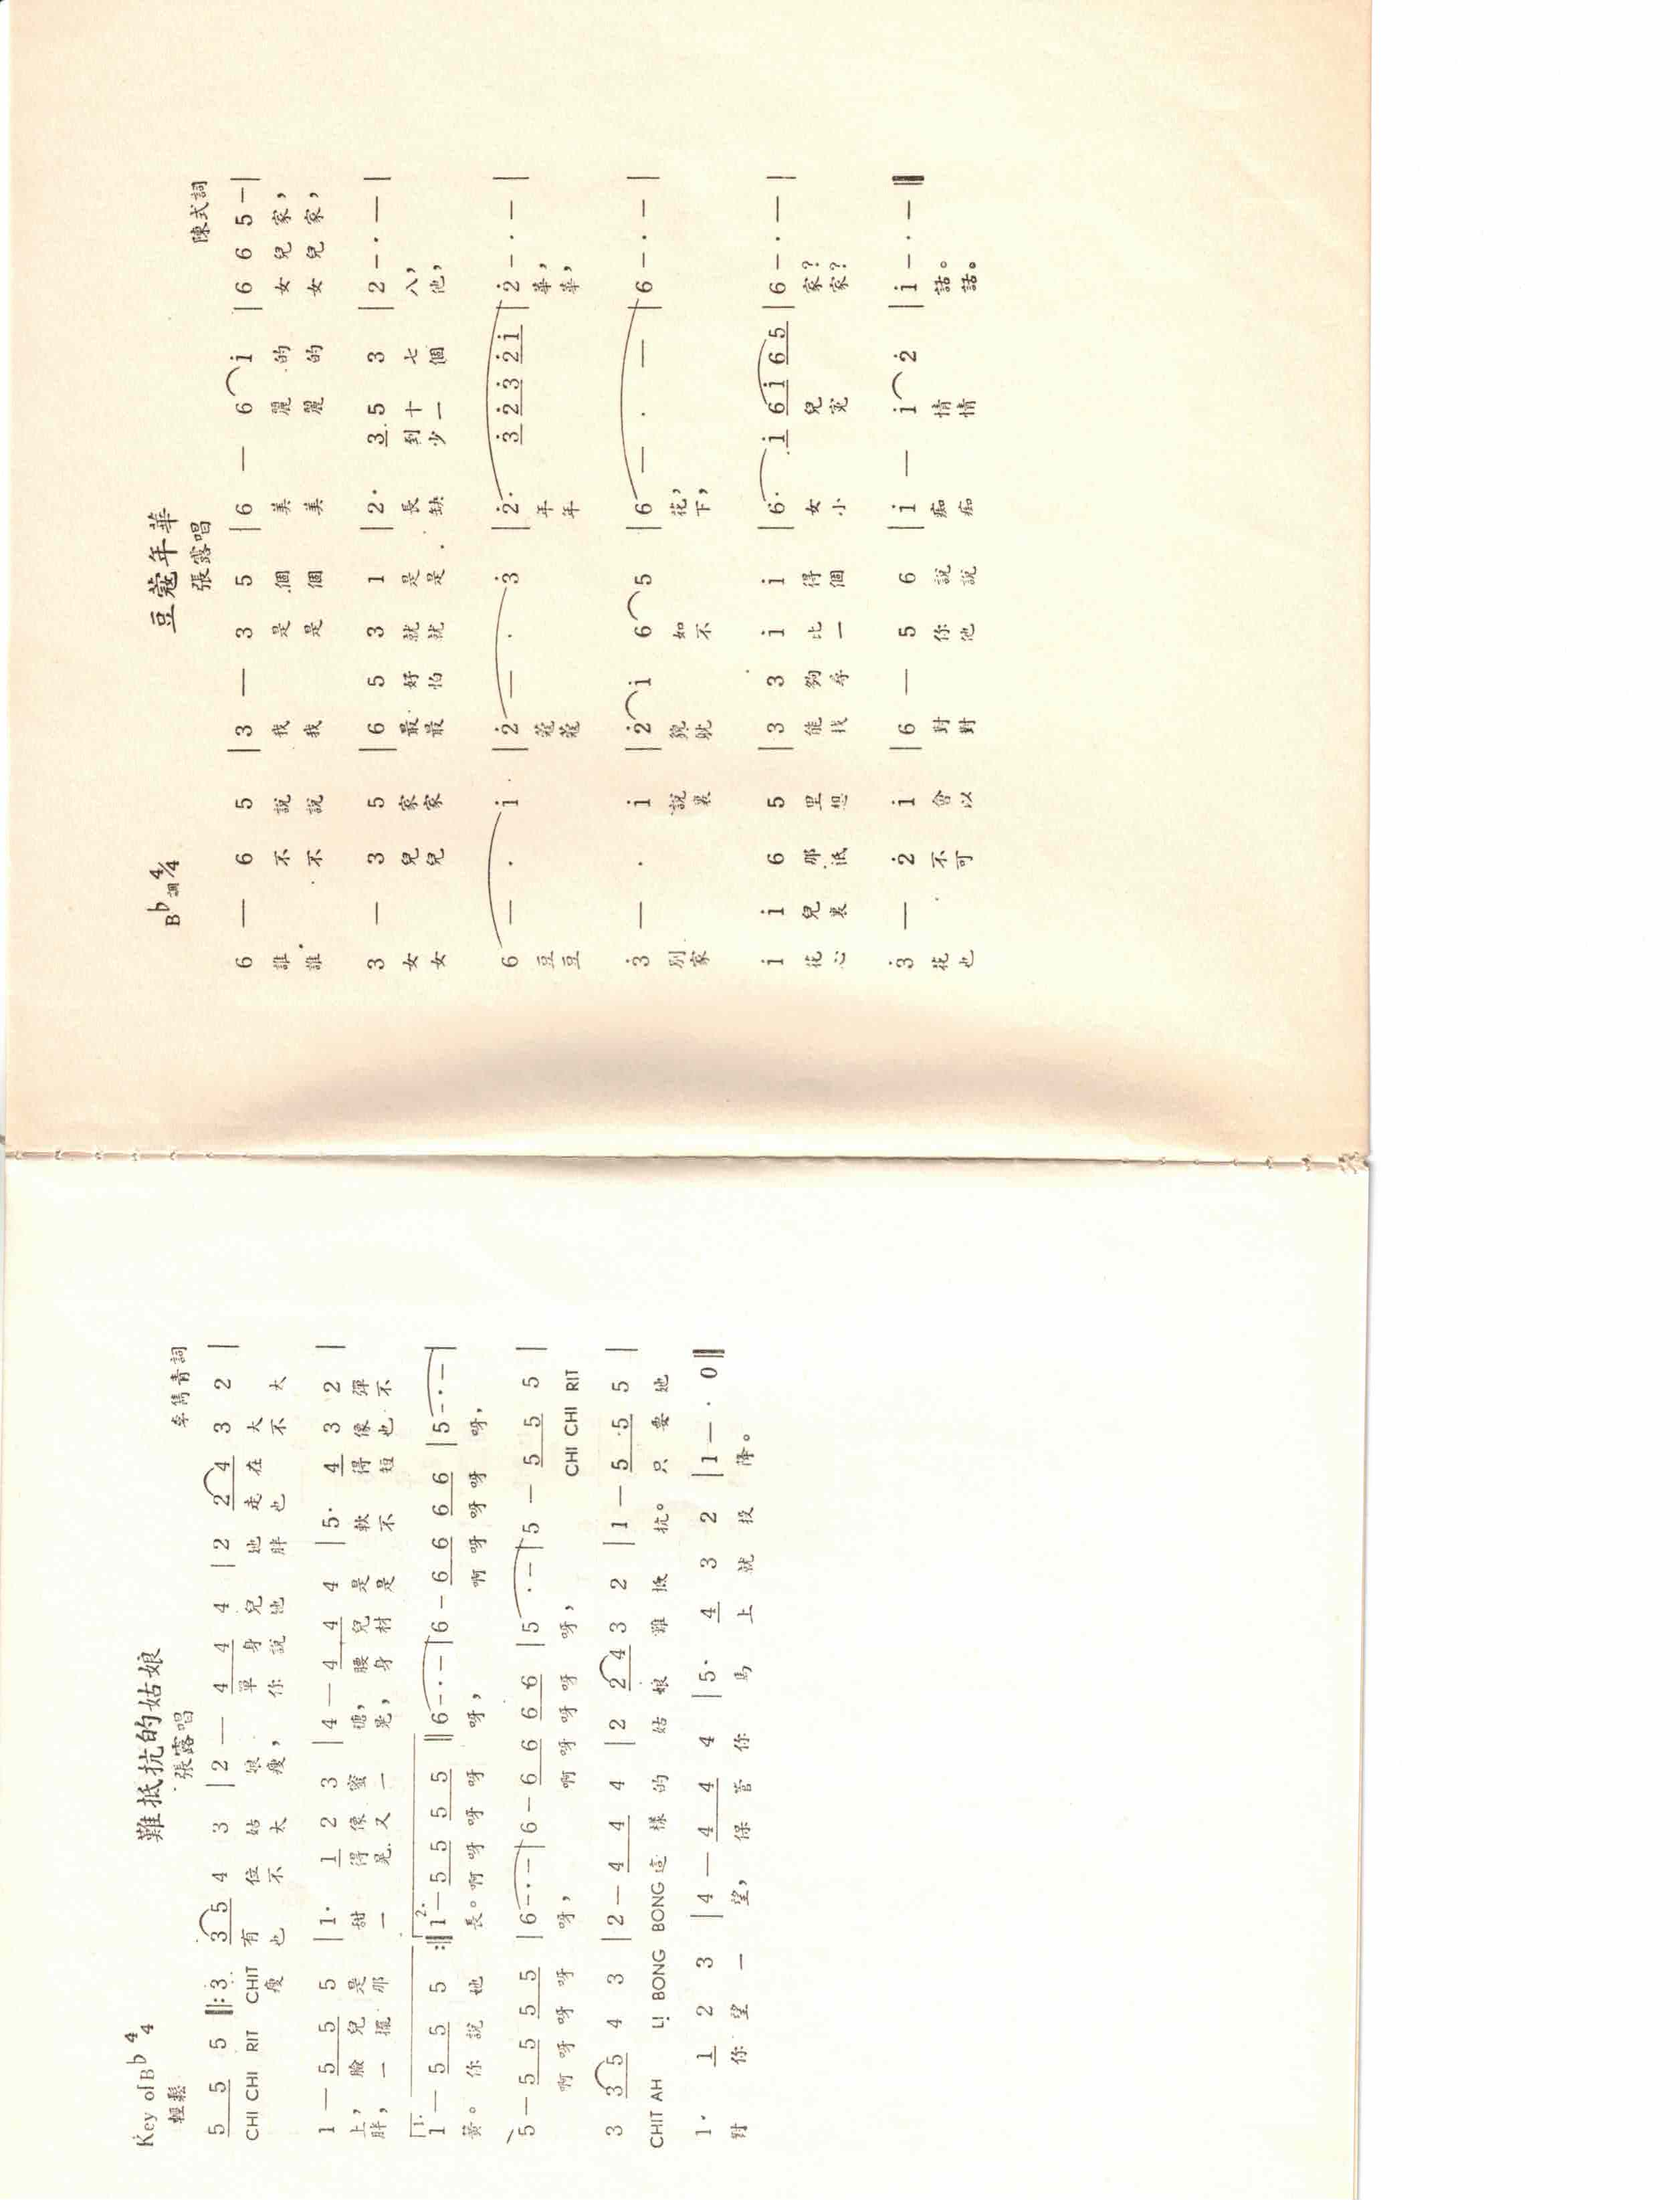 Key of B♭ 4/4
難抵抗的姑娘
輕鬆 張露唱 李雋青詞
5 5 5 ‖: 3 3 5 4 3 | 2 — 4 4 4 | 2 2 4 3 2 |
CHI CHI RIT CHIT 有 位 姑 娘 單 身 兒 她 走 在 大
瘦 也 不 太 瘦, 你 說 她 胖 也 不 太
1 — 5 5 5 | 1· 1 2 3 | 4 — 4 4 4 | 5· 4 3 2 |
上, 臉 兒 是 甜 得 像 蜜 糖, 腰 兒 是 軟 得 像 彈
胖, 一 擺 那 一 晃 又 一 晃, 身 材 是 不 短 也 不
1. 2.
1 — 5 5 5 5 :‖ 1 — 5 5 5 5 ‖ 6 — · — | 6 — 6 6 6 6 | 5 — · — |
簧。 你 說 她 長。 啊 呀 呀 呀 呀, 啊 呀 呀 呀 呀,
5 — 5 5 5 5 | 6 — · — | 6 — 6 6 6 6 | 5 — · — | 5 — 5 5 5 |
啊 呀 呀 呀 呀, 啊 呀 呀 呀 呀, CHI CHI RIT
3 3 5 4 3 | 2 — 4 4 4 | 2 2 4 3 2 | 1 — 5 5 5 |
CHIT AH LI BONG BONG BONG 這 樣 的 姑 娘 難 抵 抗。 只 要 她
1· 1 2 3 | 4 — 4 4 4 | 5· 4 3 2 | 1 — · 0 ‖
對 你 望 一 望, 保 管 你 馬 上 就 投 降。
B♭調 4/4 豆蔻年華
張露唱 陳式詞
6 — 6 5 | 3 — 3 5 | 6 — 6 i | 6 6 5 — |
誰 不 說 我 是 個 美 麗 的 女 兒 家,
誰 不 說 我 是 個 美 麗 的 女 兒 家,
3 — 3 5 | 6 5 3 1 | 2· 3 5 3 | 2 — · — |
女 兒 家 最 好 就 是 長 到 十 七 八,
女 兒 家 最 怕 就 是 缺 少 一 個 他,
6 — · i | 2 — · 3 | 2· 3 2 3 2 i | 2 — · — |
豆 蔻 年 華,
豆 蔻 年 華,
3 — · i | 2 i 6 5 | 6 — · — | 6 — · — |
別 說 貌 如 花,
家 裏 就 不 下,
i i 6 5 | 3 3 i i | 6· i 6 i 6 5 | 6 — · — |
花 兒 那 里 能 夠 比 得 女 兒 家?
心 裏 祇 想 找 尋 一 個 小 冤 家?
3 — 2 i | 6 — 5 6 | i — i 2 | i — · — ‖
花 不 會 對 你 說 痴 情 話。
也 可 以 對 他 說 痴 情 話。